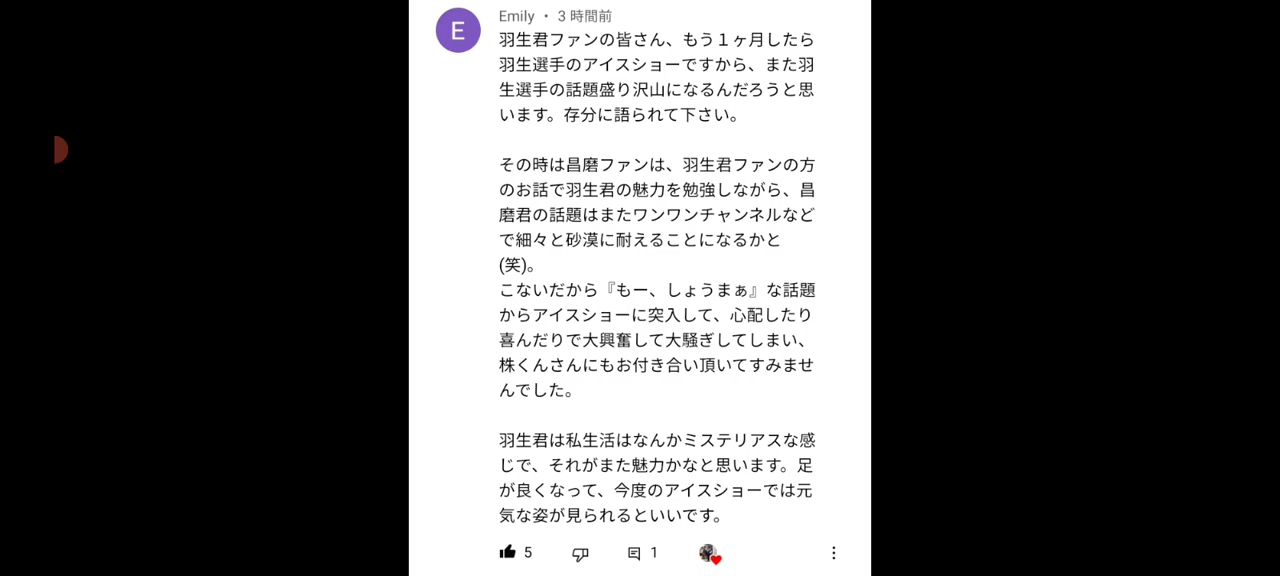 Emily ・ 3 時間前
E
羽生君ファンの皆さん、もう１ヶ月したら
羽生選手のアイスショーですから、また羽
生選手の話題盛り沢山になるんだろうと思
います。存分に語られて下さい。
その時は昌磨ファンは、羽生君ファンの方
のお話で羽生君の魅力を勉強しながら、昌
磨君の話題はまたワンワンチャンネルなど
で細々と砂漠に耐えることになるかと
(笑)。
こないだから『もー、しょうまぁ』な話題
からアイスショーに突入して、心配したり
喜んだりで大興奮して大騒ぎしてしまい、
株くんさんにもお付き合い頂いてすみませ
んでした。
羽生君は私生活はなんかミステリアスな感
じで、それがまた魅力かなと思います。足
が良くなって、今度のアイスショーでは元
気な姿が見られるといいです。
5 1